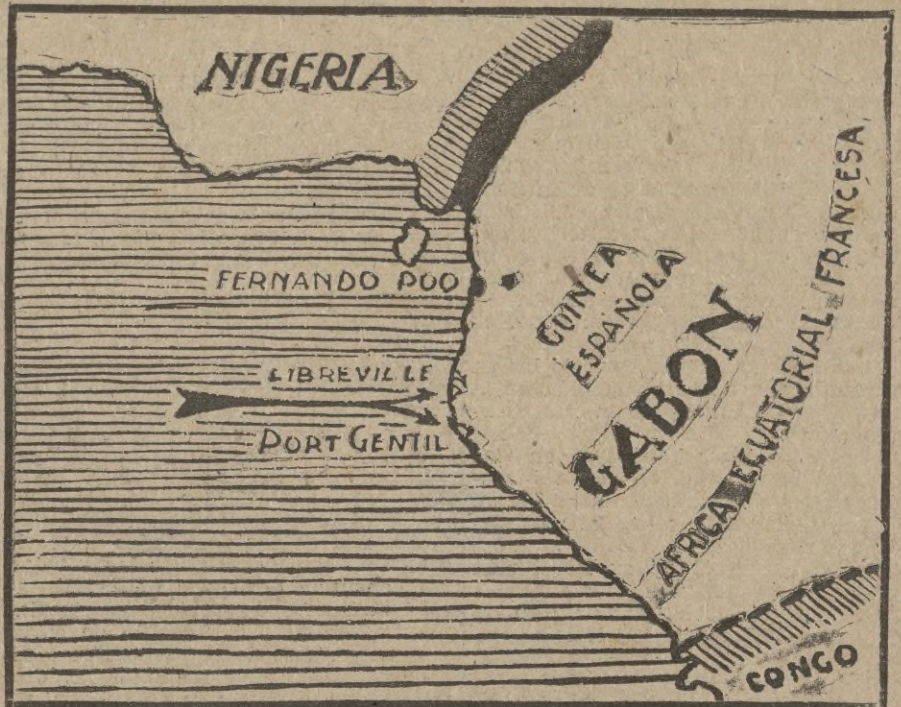 NIGERIA
FERNANDO POO
GUINEA
ESPAÑOLA
LIBREVILLE
PORT GENTIL
GABON
AFRICA ECUATORIAL FRANCESA
CONGO